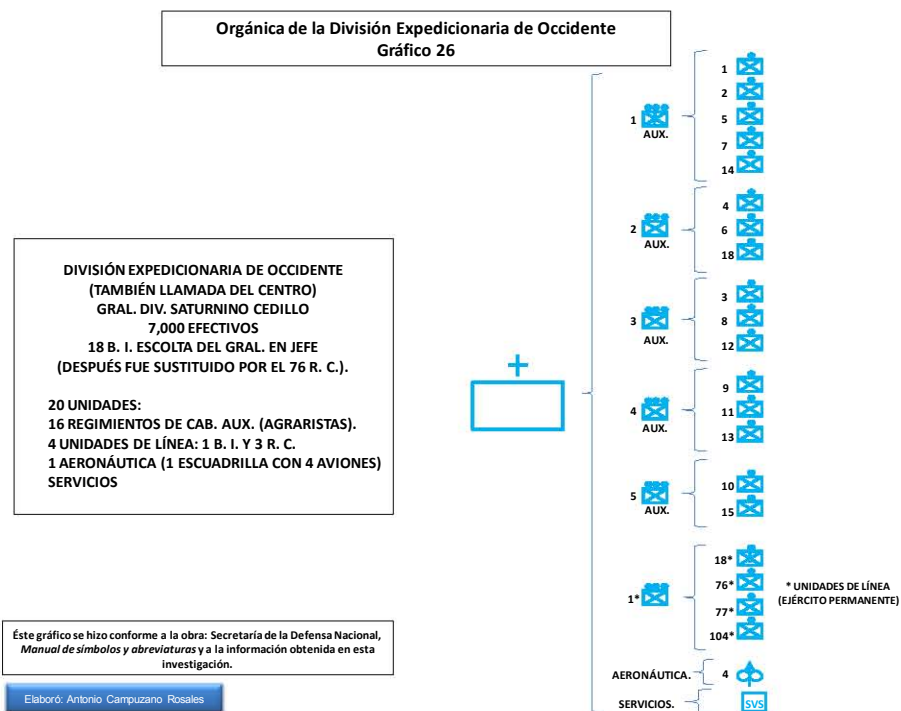 Orgánica de la División Expedicionaria de Occidente
Gráfico 26
DIVISIÓN EXPEDICIONARIA DE OCCIDENTE
(TAMBIÉN LLAMADA DEL CENTRO)
GRAL. DIV. SATURNINO CEDILLO
7,000 EFECTIVOS
18 B. I. ESCOLTA DEL GRAL. EN JEFE
(DESPUÉS FUE SUSTITUIDO POR EL 76 R. C.).
20 UNIDADES:
16 REGIMIENTOS DE CAB. AUX. (AGRARISTAS).
4 UNIDADES DE LÍNEA: 1 B. I. Y 3 R. C.
1 AERONÁUTICA (1 ESCUADRILLA CON 4 AVIONES)
SERVICIOS
1
AUX.
1
2
5
7
14
2
AUX.
4
6
18
3
AUX.
3
8
12
4
AUX.
9
11
13
5
AUX.
10
15
1*
18*
76*
77*
104*
* UNIDADES DE LÍNEA
(EJÉRCITO PERMANENTE)
AERONÁUTICA.
4
SERVICIOS.
SVS
Éste gráfico se hizo conforme a la obra: Secretaría de la Defensa Nacional,
Manual de símbolos y abreviaturas y a la información obtenida en esta
investigación.
Elaboró: Antonio Campuzano Rosales